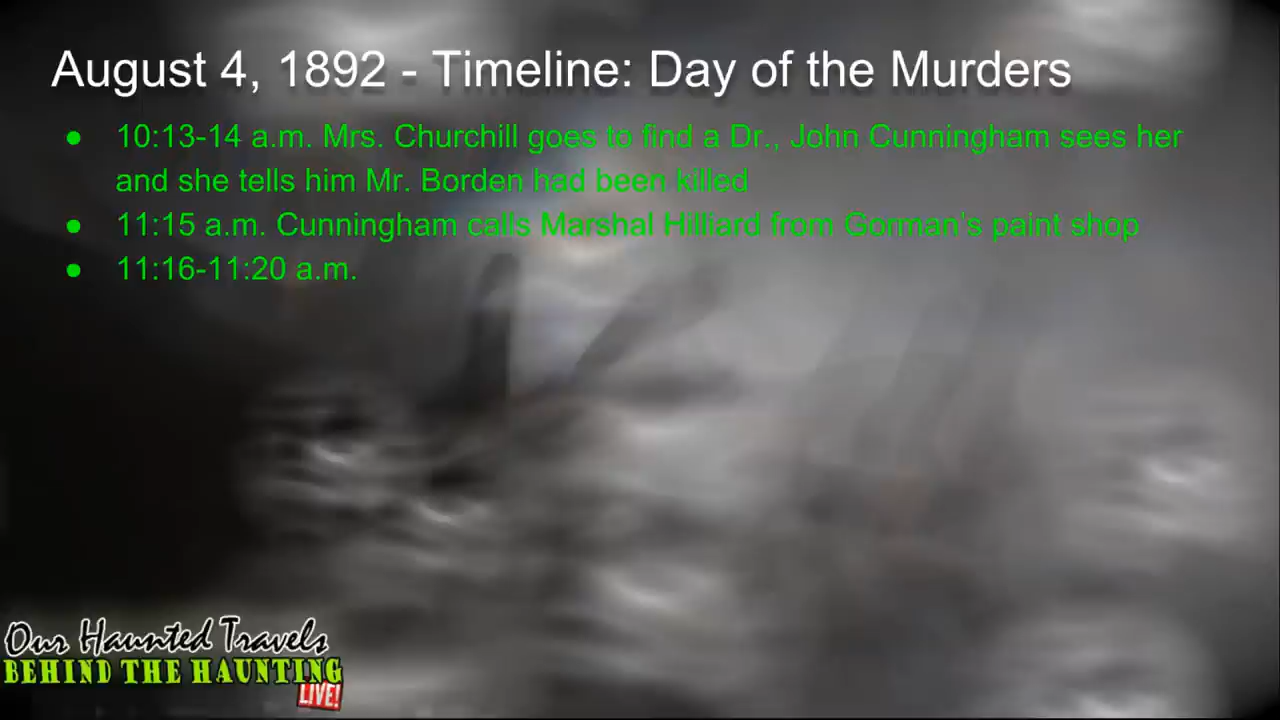 August 4, 1892 - Timeline: Day of the Murders
● 10:13-14 a.m. Mrs. Churchill goes to find a Dr., John Cunningham sees her
and she tells him Mr. Borden had been killed
● 11:15 a.m. Cunningham calls Marshal Hilliard from Gorman's paint shop
● 11:16-11:20 a.m.
Our Haunted Travels
BEHIND THE HAUNTING
LIVE!